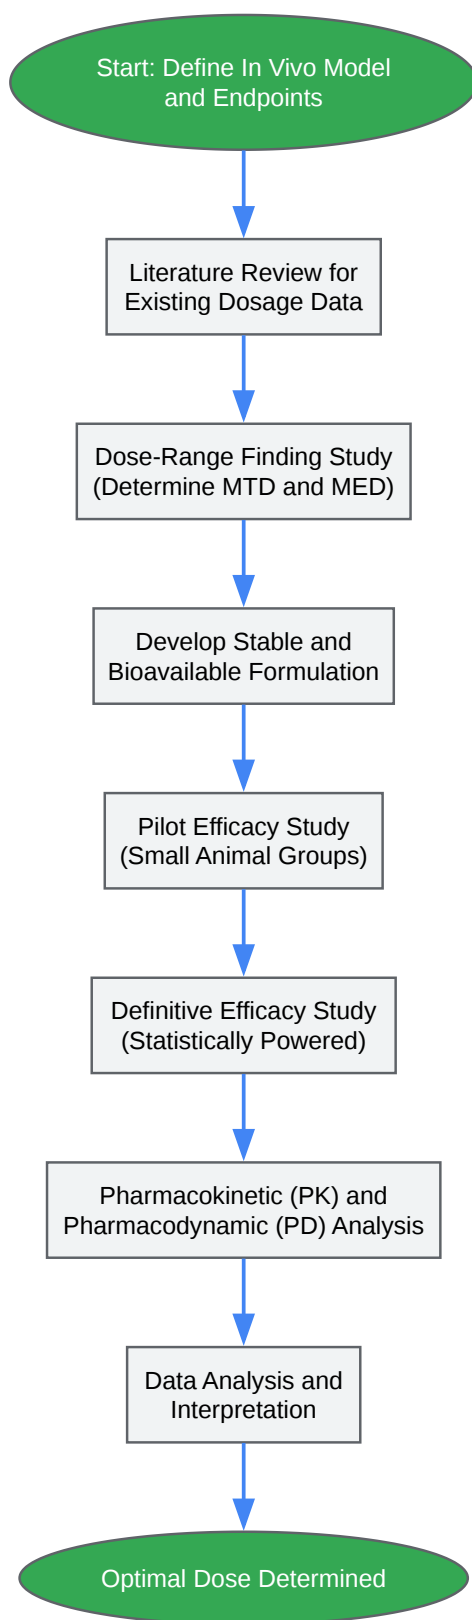 Start: Define In Vivo Model
and Endpoints
Literature Review for
Existing Dosage Data
Dose-Range Finding Study
(Determine MTD and MED)
Develop Stable and
Bioavailable Formulation
Pilot Efficacy Study
(Small Animal Groups)
Definitive Efficacy Study
(Statistically Powered)
Pharmacokinetic (PK) and
Pharmacodynamic (PD) Analysis
Data Analysis and
Interpretation
Optimal Dose Determined